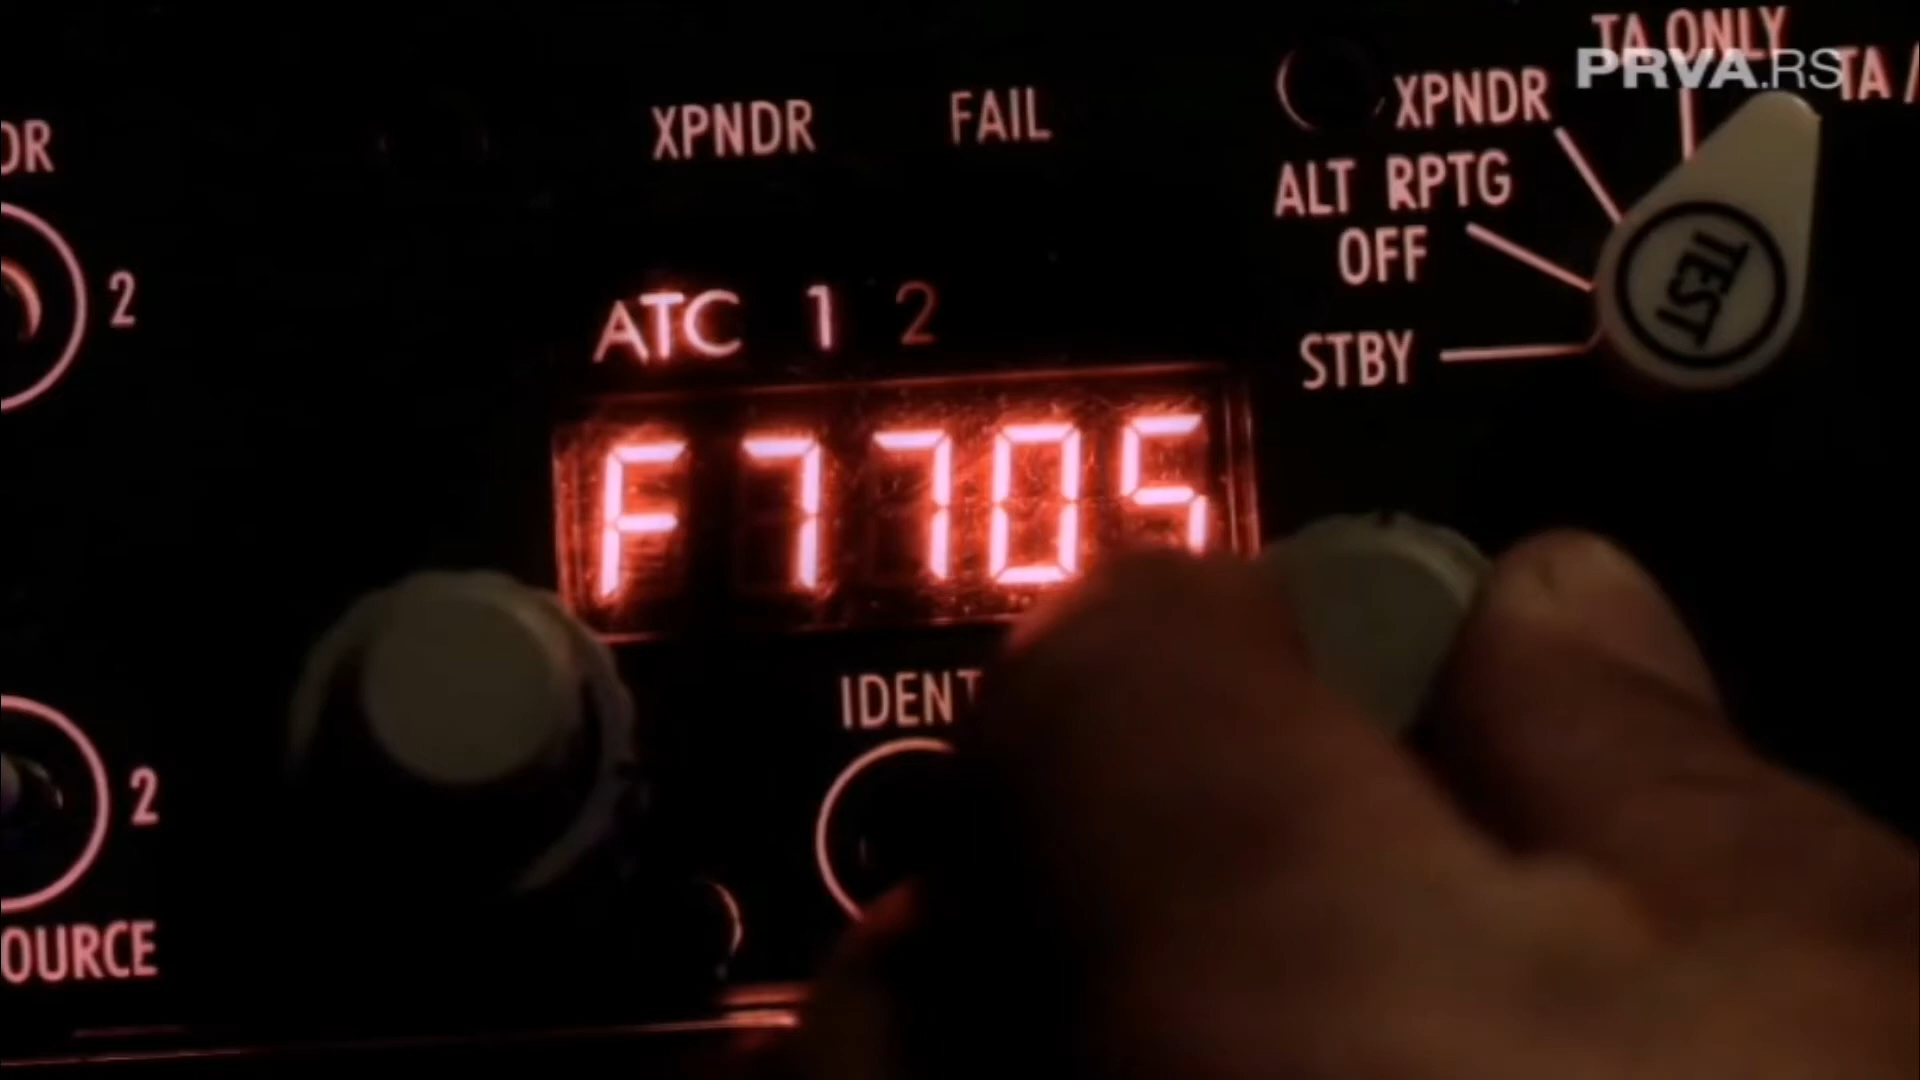 TA ONLY
PRVA.RS
TA/
XPNDR
FAIL
XPNDR
DR
ALT RPTG
OFF
2
ATC 1 2
TEST
STBY
F7705
IDENT
2
OURCE